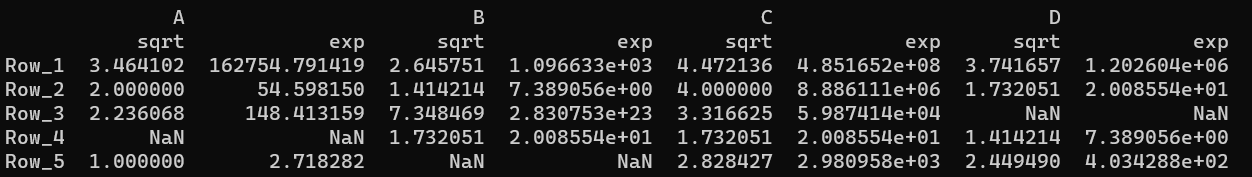 A B C D
sqrt exp sqrt exp sqrt exp sqrt exp
Row_1 3.464102 162754.791419 2.645751 1.096633e+03 4.472136 4.851652e+08 3.741657 1.202604e+06
Row_2 2.000000 54.598150 1.414214 7.389056e+00 4.000000 8.886111e+06 1.732051 2.008554e+01
Row_3 2.236068 148.413159 7.348469 2.830753e+23 3.316625 5.987414e+04 NaN NaN
Row_4 NaN NaN 1.732051 2.008554e+01 1.732051 2.008554e+01 1.414214 7.389056e+00
Row_5 1.000000 2.718282 NaN NaN 2.828427 2.980958e+03 2.449490 4.034288e+02